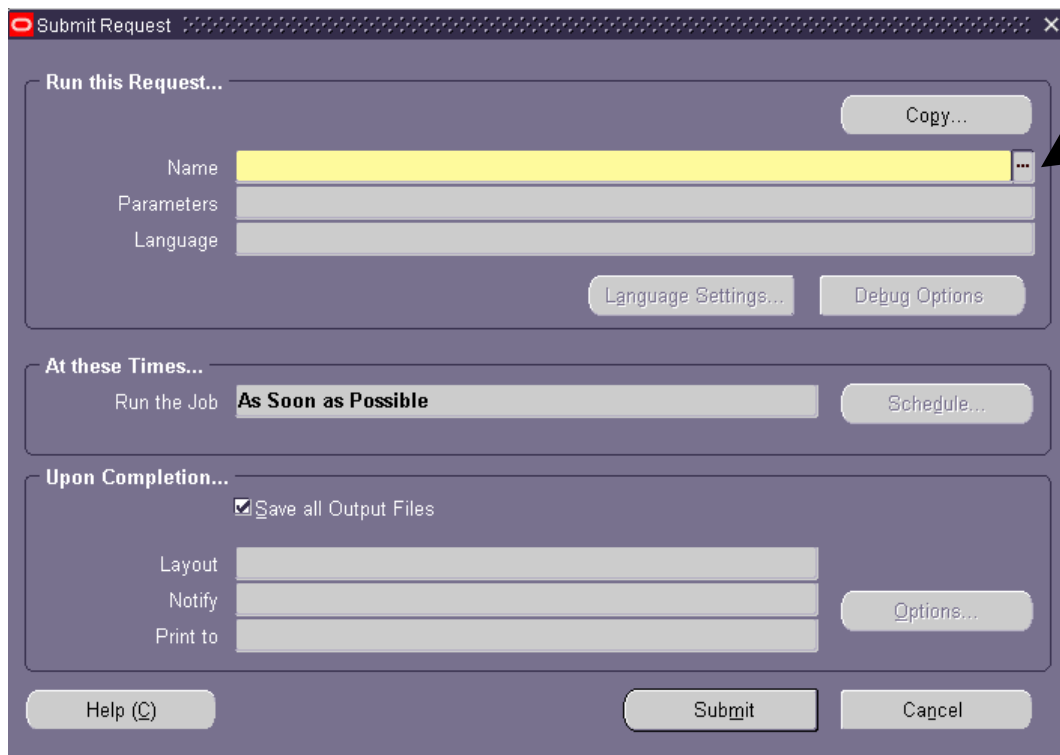 Submit Request
Run this Request...
Copy...
Name
...
Parameters
Language
Language Settings...
Debug Options
At these Times...
Run the Job As Soon as Possible
Schedule...
Upon Completion...
Save all Output Files
Layout
Notify
Options...
Print to
Help (C)
Submit
Cancel